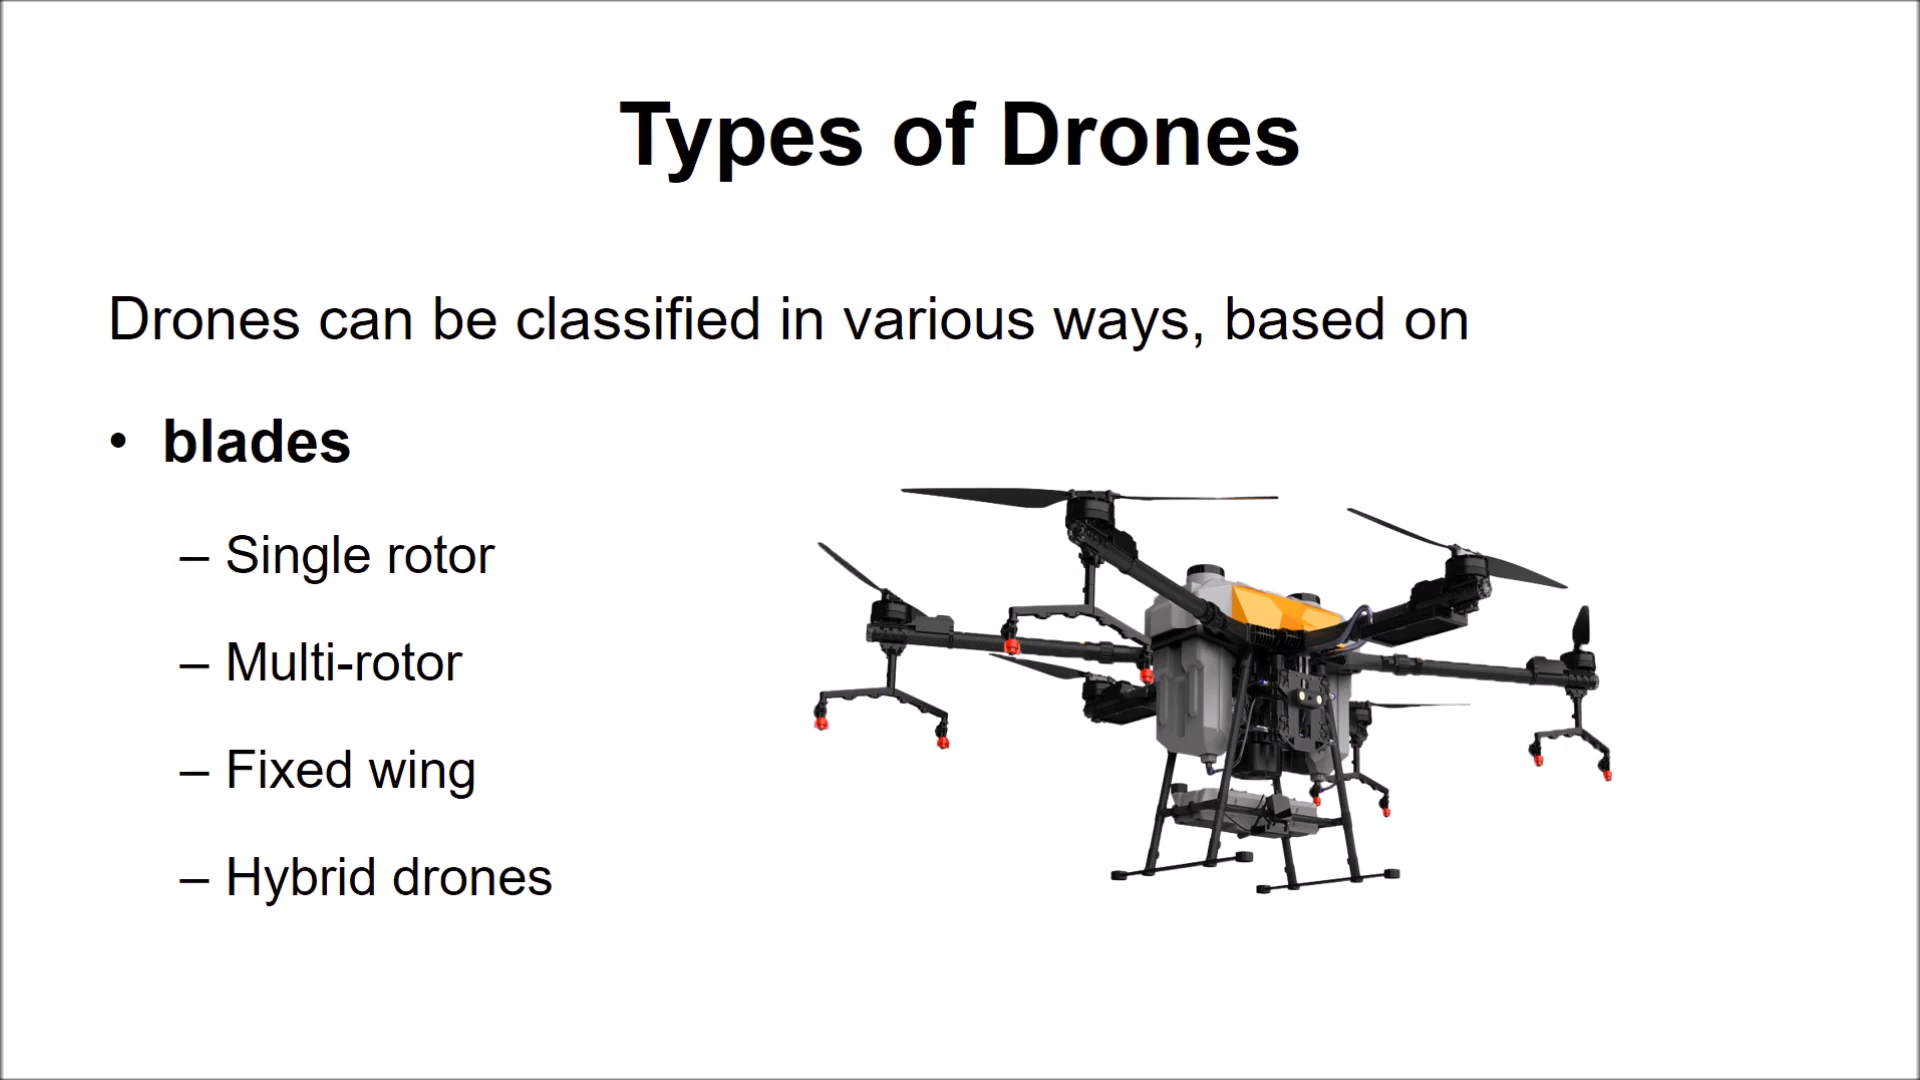 Types of Drones
Drones can be classified in various ways, based on
• blades
– Single rotor
– Multi-rotor
– Fixed wing
– Hybrid drones